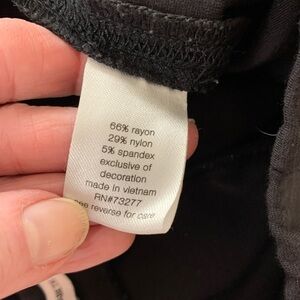 66% rayon
29% nylon
5% spandex
exclusive of
decoration
made in vietnam
RN#73277
see reverse for care